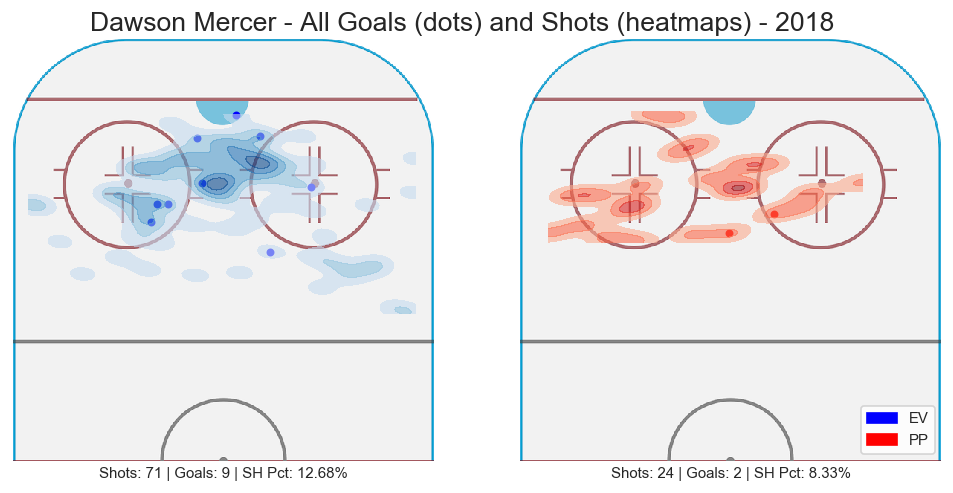 Dawson Mercer - All Goals (dots) and Shots (heatmaps) - 2018
EV
PP
Shots: 71 | Goals: 9 | SH Pct: 12.68%
Shots: 24 | Goals: 2 | SH Pct: 8.33%